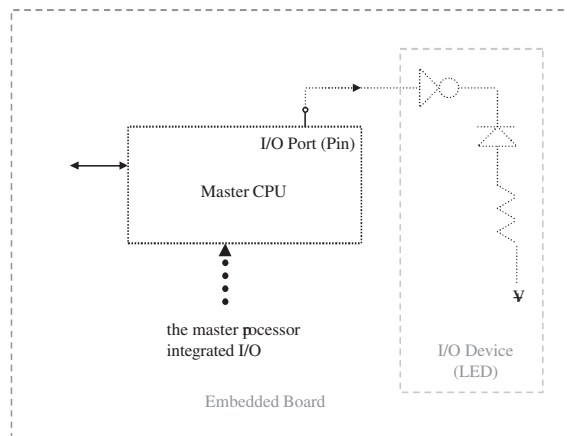 I/O Port (Pin)
Master CPU
the master pocessor
integrated I/O
I/O Device
(LED)
Embedded Board